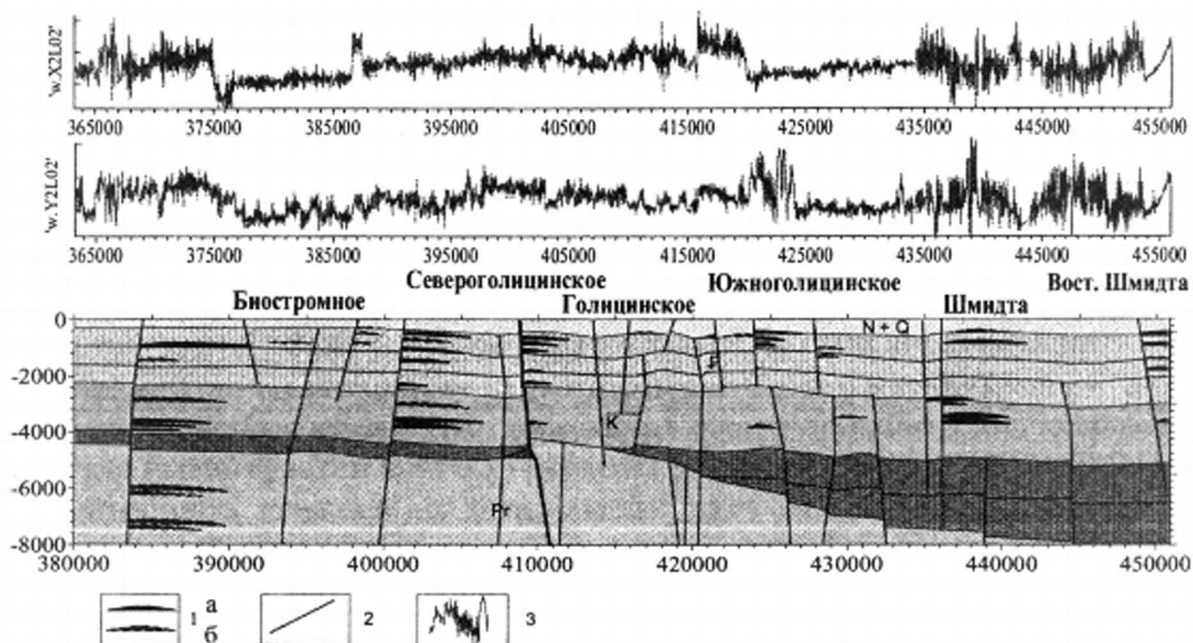 'w.X2L02'
365000 375000 385000 395000 405000 415000 425000 435000 445000 455000
'w.Y2L02'
365000 375000 385000 395000 405000 415000 425000 435000 445000 455000
Североголицинское Южноголицинское Вост. Шмидта
Биостромное Голицинское Шмидта
0 N + Q
-2000
-4000 K
-6000 Pr
-8000
380000 390000 400000 410000 420000 430000 440000 450000
а
1 2 3
б